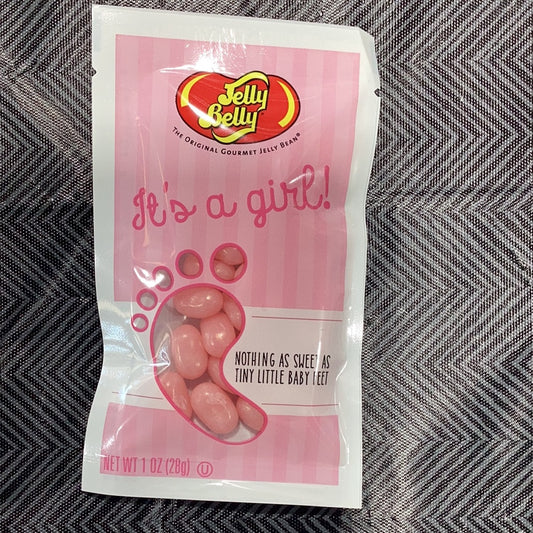 Jelly
Belly
THE ORIGINAL GOURMET JELLY BEAN®
It's a girl!
NOTHING AS SWEET AS
TINY LITTLE BABY FEET
NET WT 1 OZ (28g) U